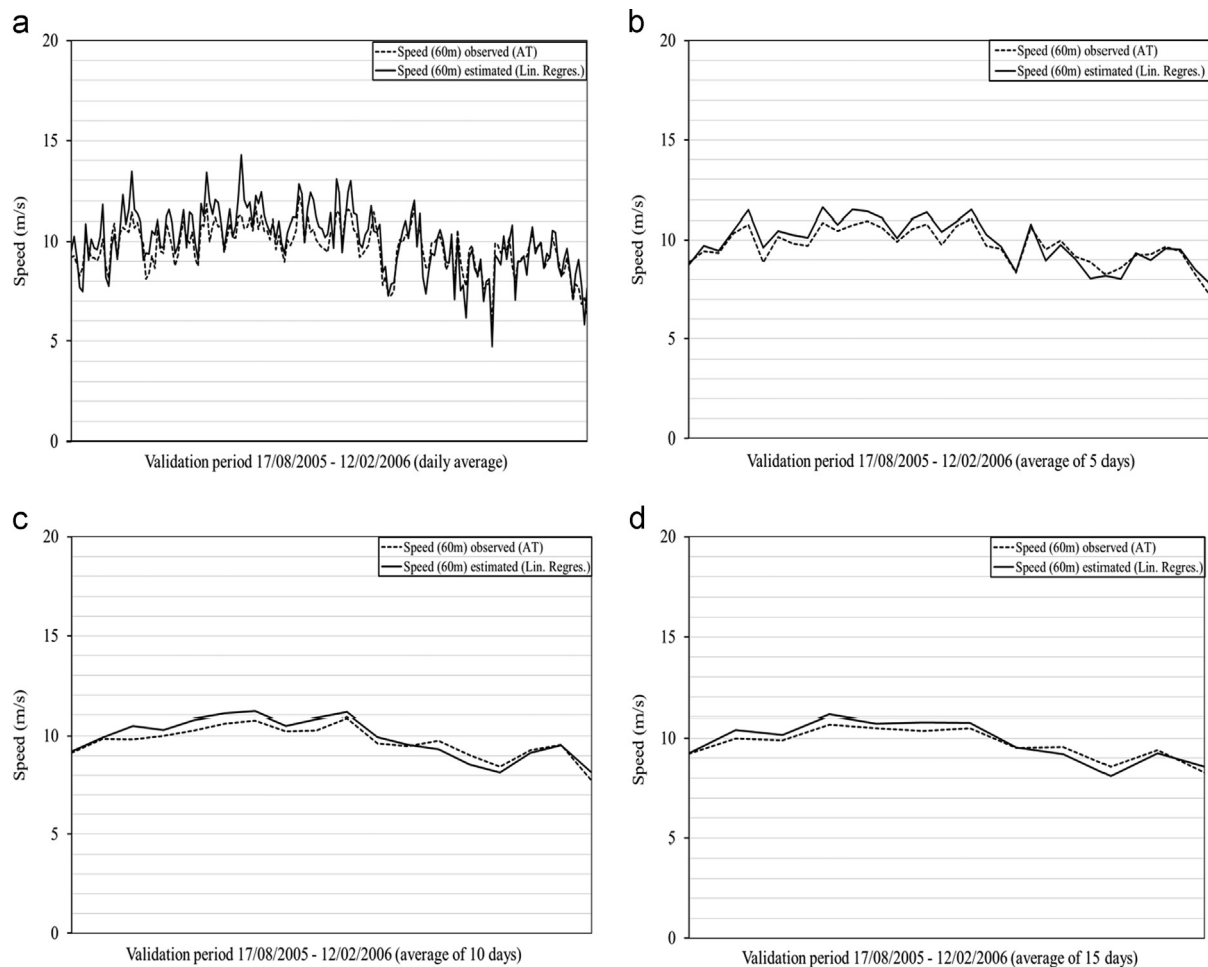 a
20
15
10
5
0
Speed (m/s)
Speed (60m) observed (AT)
Speed (60m) estimated (Lin. Regres.)
Validation period 17/08/2005 - 12/02/2006 (daily average)
b
20
15
10
5
0
Speed (m/s)
Speed (60m) observed (AT)
Speed (60m) estimated (Lin. Regres.)
Validation period 17/08/2005 - 12/02/2006 (average of 5 days)
c
20
15
10
5
0
Speed (m/s)
Speed (60m) observed (AT)
Speed (60m) estimated (Lin. Regres.)
Validation period 17/08/2005 - 12/02/2006 (average of 10 days)
d
20
15
10
5
0
Speed (m/s)
Speed (60m) observed (AT)
Speed (60m) estimated (Lin. Regres.)
Validation period 17/08/2005 - 12/02/2006 (average of 15 days)